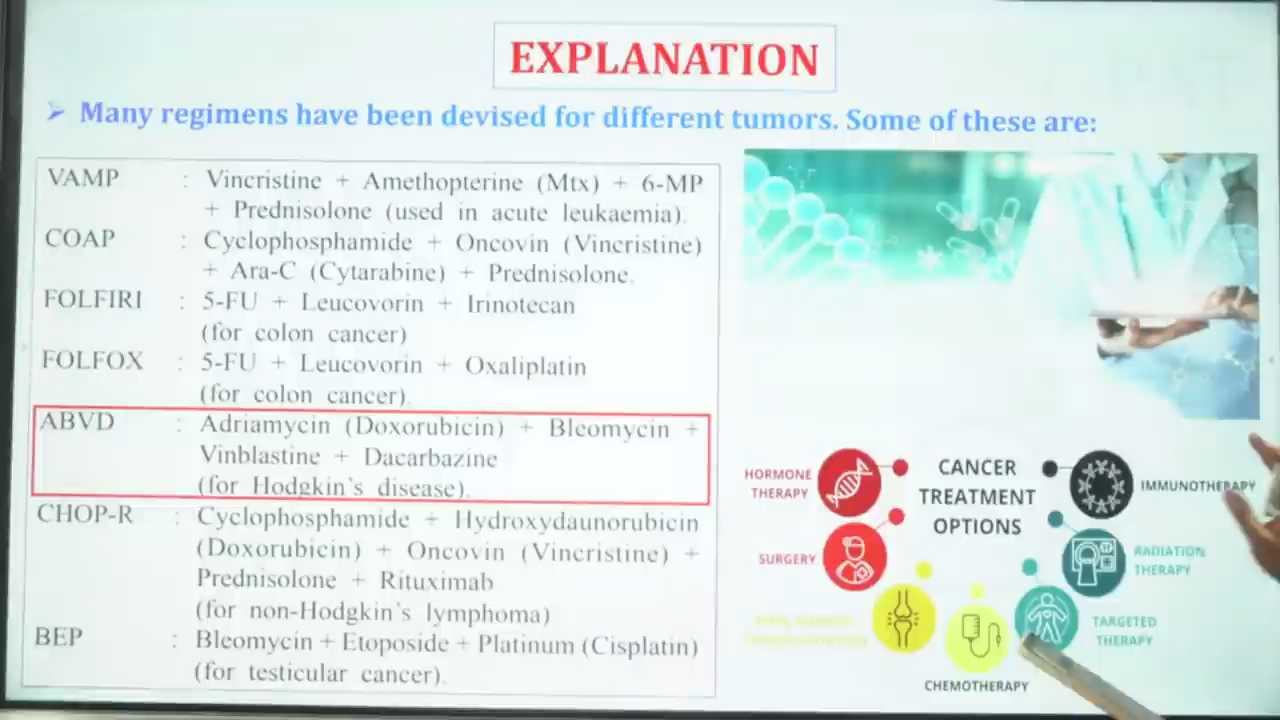 EXPLANATION
➢ Many regimens have been devised for different tumors. Some of these are:
VAMP : Vincristine + Amethopterine (Mtx) + 6-MP
+ Prednisolone (used in acute leukaemia).
COAP : Cyclophosphamide + Oncovin (Vincristine)
+ Ara-C (Cytarabine) + Prednisolone.
FOLFIRI : 5-FU + Leucovorin + Irinotecan
(for colon cancer)
FOLFOX : 5-FU + Leucovorin + Oxaliplatin
(for colon cancer).
ABVD : Adriamycin (Doxorubicin) + Bleomycin +
Vinblastine + Dacarbazine
(for Hodgkin's disease).
CHOP-R : Cyclophosphamide + Hydroxydaunorubicin
(Doxorubicin) + Oncovin (Vincristine) +
Prednisolone + Rituximab
(for non-Hodgkin's lymphoma)
BEP : Bleomycin + Etoposide + Platinum (Cisplatin)
(for testicular cancer).
CANCER
TREATMENT
OPTIONS
HORMONE
THERAPY
SURGERY
CHEMOTHERAPY
TARGETED
THERAPY
RADIATION
THERAPY
IMMUNOTHERAPY